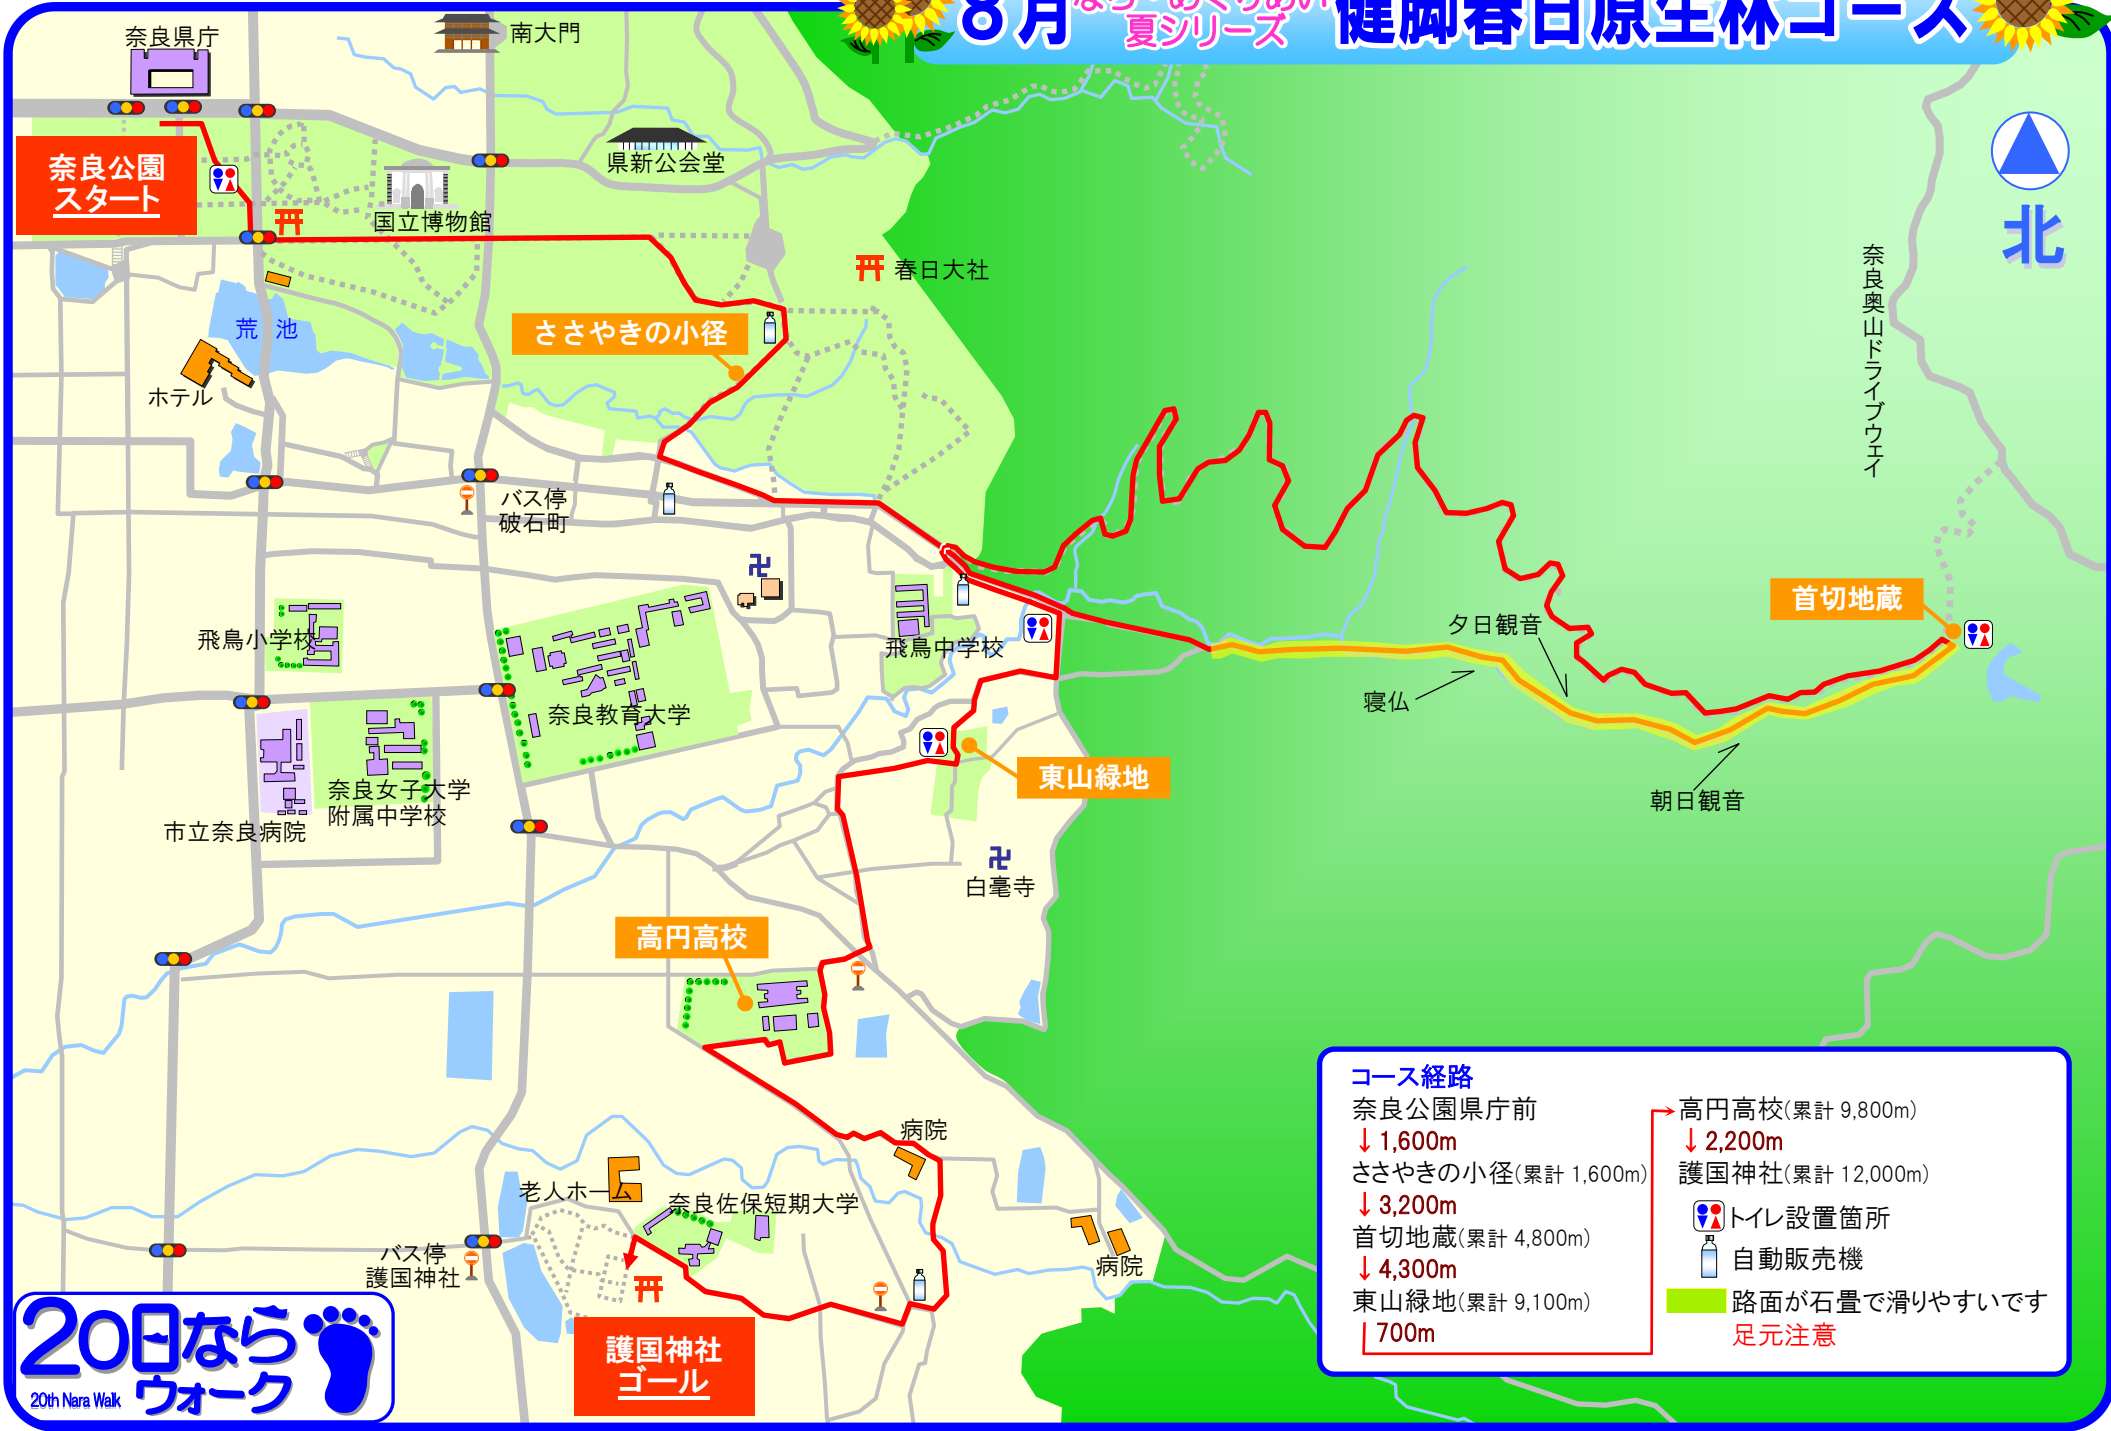 8月
なら・めぐりあい
夏シリーズ
健脚春日原生林コース
奈良県庁
南大門
奈良公園
スタート
県新公会堂
国立博物館
北
春日大社
奈良奥山ドライブウェイ
荒池
ささやきの小径
ホテル
バス停
破石町
首切地蔵
夕日観音
飛鳥小学校
飛鳥中学校
寝仏
奈良教育大学
東山緑地
奈良女子大学
附属中学校
朝日観音
市立奈良病院
白毫寺
高円高校
病院
老人ホーム
奈良佐保短期大学
バス停
護国神社
病院
護国神社
ゴール
コース経路
奈良公園県庁前
↓1,600m
ささやきの小径(累計 1,600m)
↓3,200m
首切地蔵(累計 4,800m)
↓4,300m
東山緑地(累計 9,100m)
700m
高円高校(累計 9,800m)
↓2,200m
護国神社(累計 12,000m)
トイレ設置箇所
自動販売機
路面が石畳で滑りやすいです
足元注意
20日なら
ウォーク
20th Nara Walk